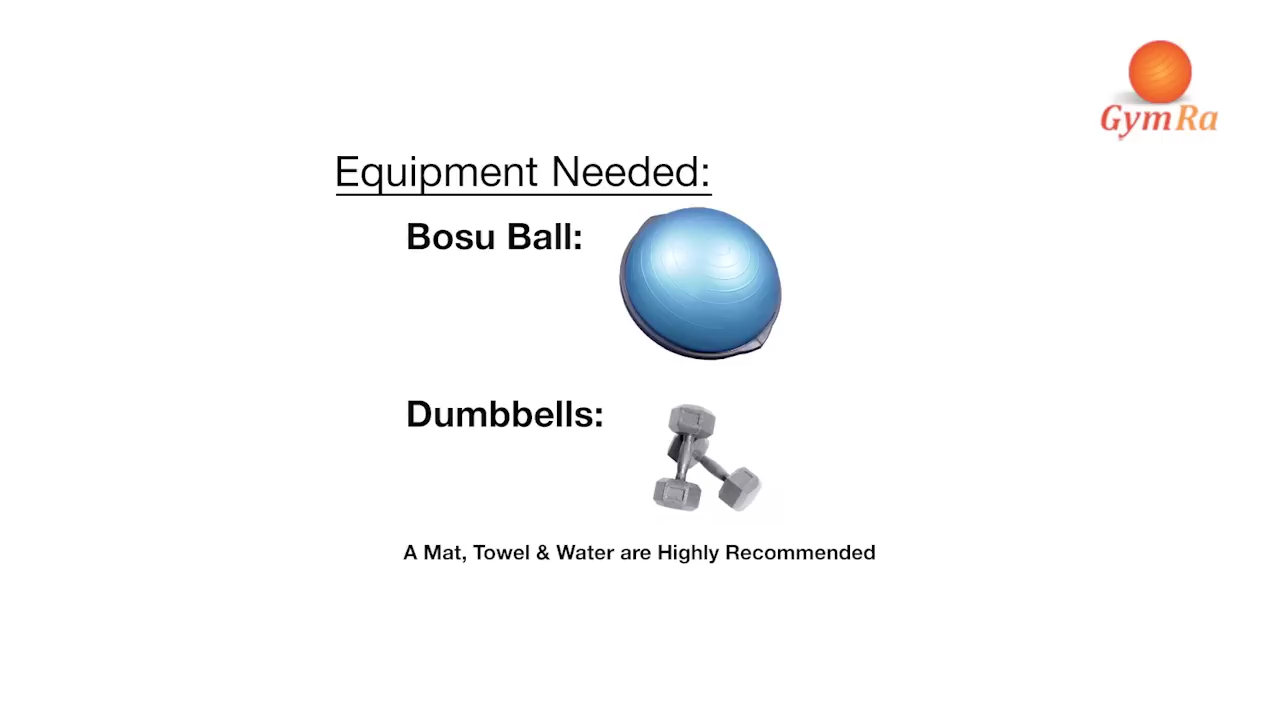 GymRa
Equipment Needed:
Bosu Ball:
Dumbbells:
A Mat, Towel & Water are Highly Recommended